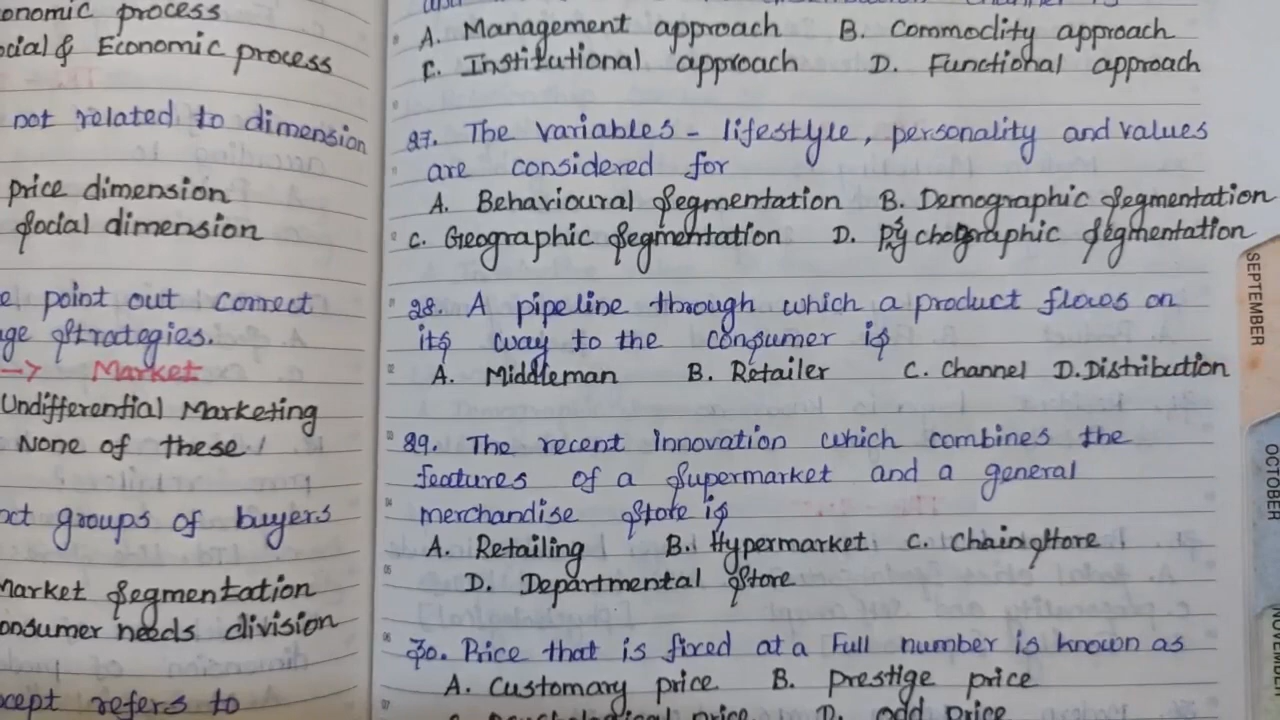 onomic process
ocial & Economic process
not related to dimension
price dimension
social dimension
e point out correct
ge strategies.
--> Market
Undifferential Marketing
None of these
ct groups of buyers
Market Segmentation
onsumer needs division
cept refers to
A. Management approach B. Commodity approach
C. Institutional approach D. Functional approach
27. The variables - lifestyle, personality and values
are considered for
A. Behavioural Segmentation B. Demographic Segmentation
C. Geographic Segmentation D. Psychographic Segmentation
28. A pipeline through which a product flows on
its way to the consumer is
A. Middleman B. Retailer C. Channel D. Distribution
29. The recent innovation which combines the
features of a Supermarket and a general
merchandise store is
A. Retailing B. Hypermarket C. Chain store
D. Departmental Store
30. Price that is fixed at a Full number is known as
A. Customary price B. Prestige price
D. odd price
SEPTEMBER
OCTOBER
NOVEMBER